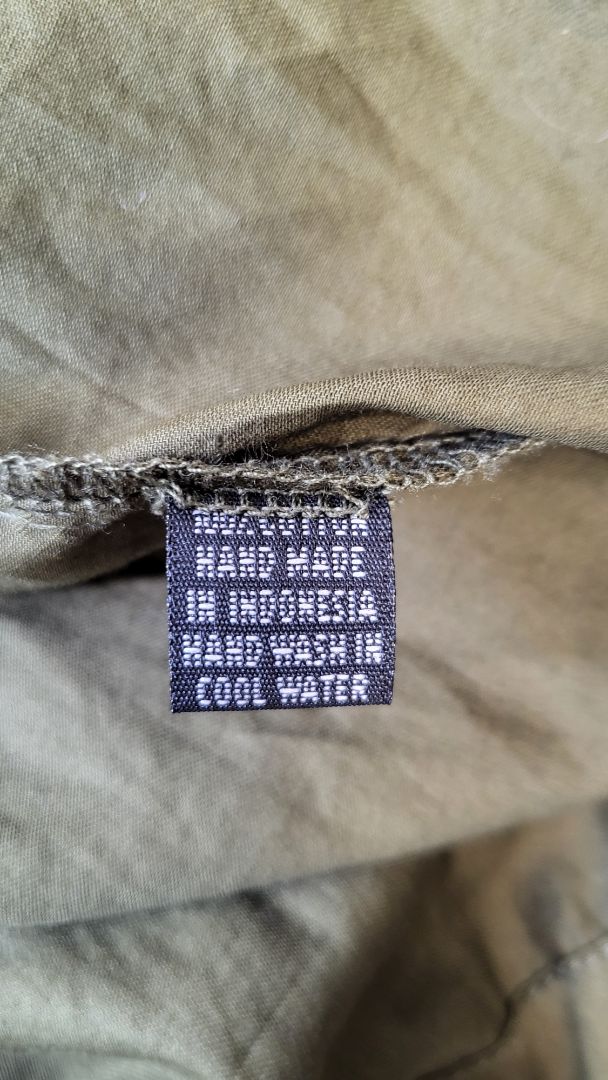 HAND MADE
IN INDONESIA
HAND WASH IN
COOL WATER